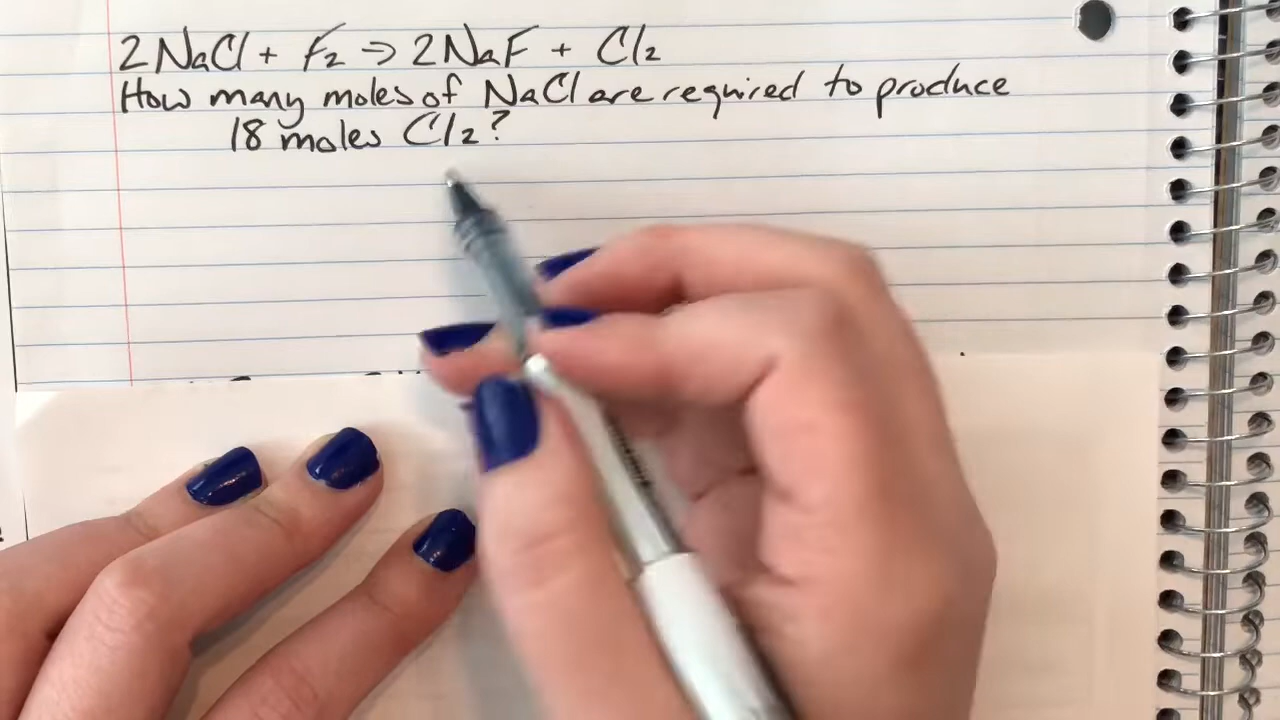 2NaCl + F2 → 2NaF + Cl2
How many moles of NaCl are required to produce
18 moles Cl2?